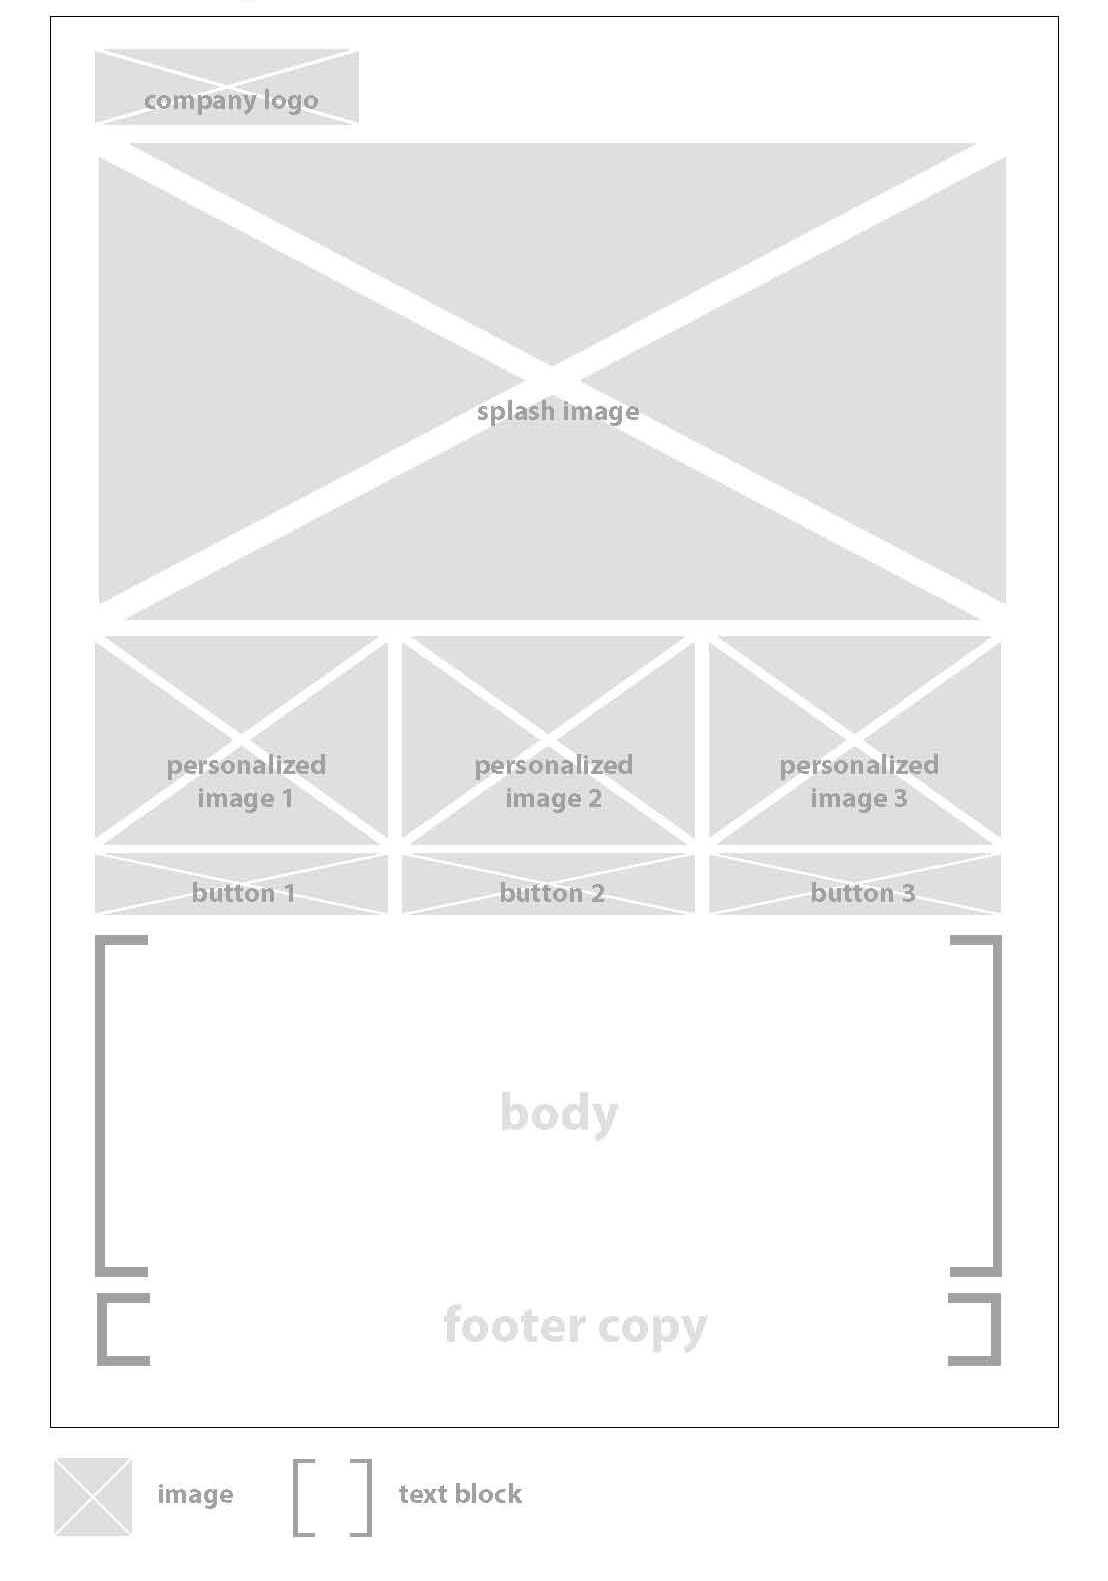 company logo
splash image
personalized
image 1
personalized
image 2
personalized
image 3
button 1
button 2
button 3
body
footer copy
image
text block